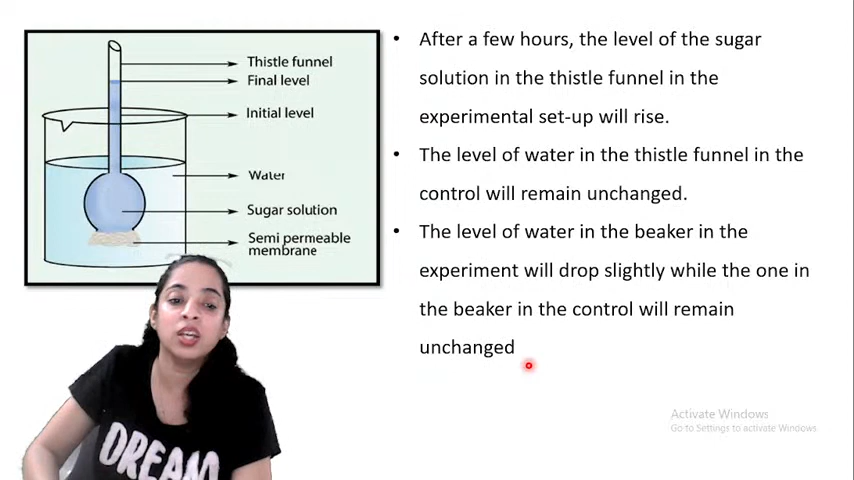 Thistle funnel
Final level
Initial level
Water
Sugar solution
Semi permeable
membrane
• After a few hours, the level of the sugar
solution in the thistle funnel in the
experimental set-up will rise.
• The level of water in the thistle funnel in the
control will remain unchanged.
• The level of water in the beaker in the
experiment will drop slightly while the one in
the beaker in the control will remain
unchanged
DREAM
Activate Windows
Go to Settings to activate Windows.